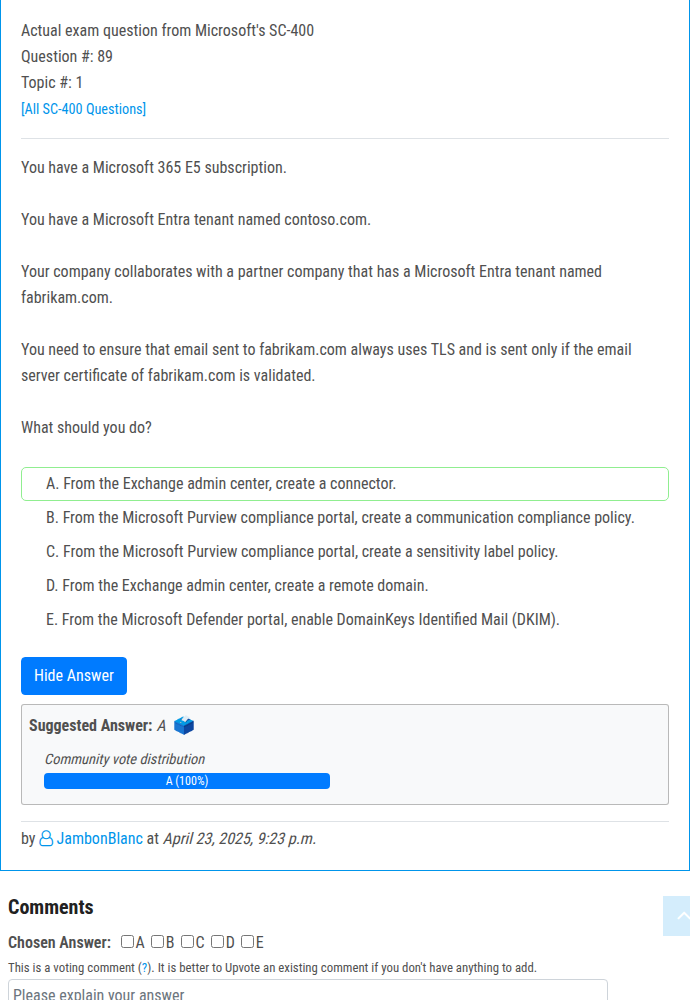 Actual exam question from Microsoft's SC-400
Question #: 89
Topic #: 1
[All SC-400 Questions]
You have a Microsoft 365 E5 subscription.
You have a Microsoft Entra tenant named contoso.com.
Your company collaborates with a partner company that has a Microsoft Entra tenant named
fabrikam.com.
You need to ensure that email sent to fabrikam.com always uses TLS and is sent only if the email
server certificate of fabrikam.com is validated.
What should you do?
A. From the Exchange admin center, create a connector.
B. From the Microsoft Purview compliance portal, create a communication compliance policy.
C. From the Microsoft Purview compliance portal, create a sensitivity label policy.
D. From the Exchange admin center, create a remote domain.
E. From the Microsoft Defender portal, enable DomainKeys Identified Mail (DKIM).
Hide Answer
Suggested Answer: A
Community vote distribution
A (100%)
by JambonBlanc at April 23, 2025, 9:23 p.m.
Comments
Chosen Answer: A B C D E
This is a voting comment (?). It is better to Upvote an existing comment if you don't have anything to add.
Please explain your answer